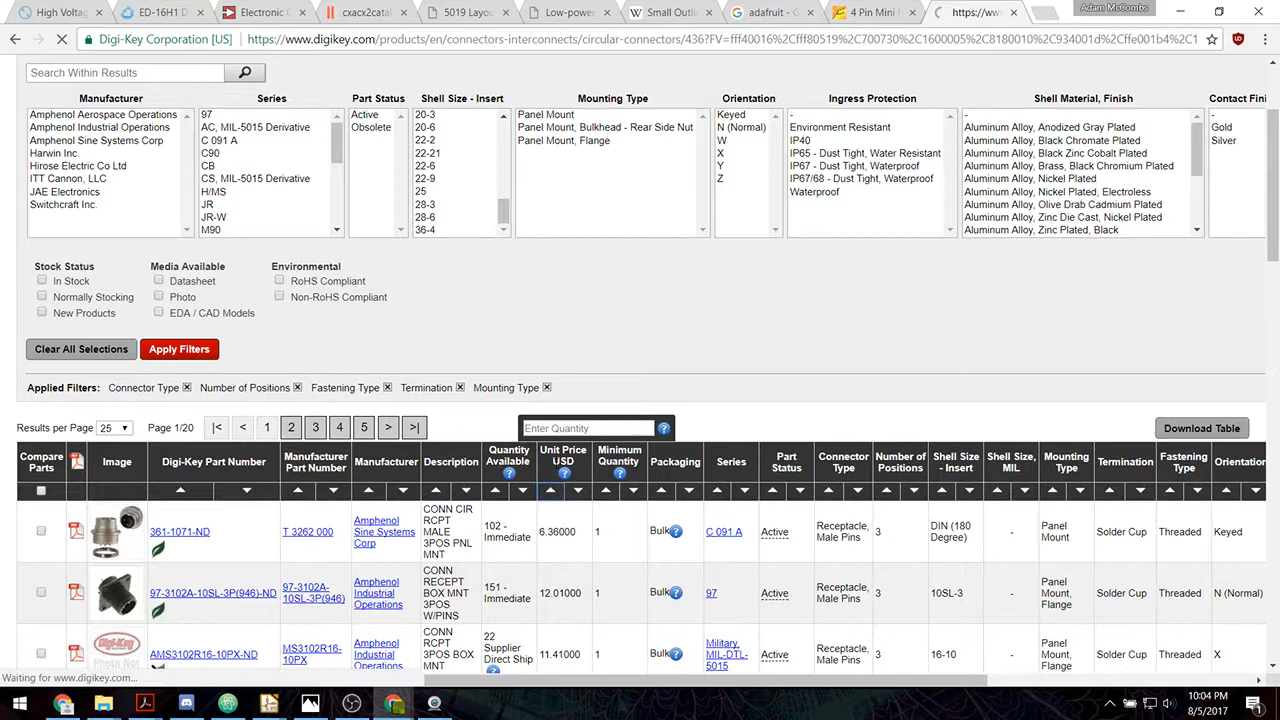 High Voltag
ED-16H1 D
Electronic C
cxacx2catal
5019 Layou
Low-power
Small Outlin
adafruit - G
4 Pin Mini P
https://ww
Adam McCombs
Digi-Key Corporation [US]
https://www.digikey.com/products/en/connectors-interconnects/circular-connectors/436?FV=fff40016%2Cfff80519%2C700730%2C1600005%2C8180010%2C934001d%2Cffe001b4%2C1
Search Within Results
Manufacturer Series Part Status Shell Size - Insert Mounting Type Orientation Ingress Protection Shell Material, Finish Contact Fini
Amphenol Aerospace Operations
Amphenol Industrial Operations
Amphenol Sine Systems Corp
Harwin Inc.
Hirose Electric Co Ltd
ITT Cannon, LLC
JAE Electronics
Switchcraft Inc.
97
AC, MIL-5015 Derivative
C 091 A
C90
CB
CS, MIL-5015 Derivative
H/MS
JR
JR-W
M90
Active
Obsolete
20-3
20-6
22-2
22-21
22-6
22-9
25
28-3
28-6
36-4
Panel Mount
Panel Mount, Bulkhead - Rear Side Nut
Panel Mount, Flange
Keyed
N (Normal)
W
X
Y
Z
-
Environment Resistant
IP40
IP65 - Dust Tight, Water Resistant
IP67 - Dust Tight, Waterproof
IP67/68 - Dust Tight, Waterproof
Waterproof
-
Aluminum Alloy, Anodized Gray Plated
Aluminum Alloy, Black Chromate Plated
Aluminum Alloy, Black Zinc Cobalt Plated
Aluminum Alloy, Brass, Black Chromium Plated
Aluminum Alloy, Nickel Plated
Aluminum Alloy, Nickel Plated, Electroless
Aluminum Alloy, Olive Drab Cadmium Plated
Aluminum Alloy, Zinc Die Cast, Nickel Plated
Aluminum Alloy, Zinc Plated, Black
-
Gold
Silver
Stock Status
In Stock
Normally Stocking
New Products
Media Available
Datasheet
Photo
EDA / CAD Models
Environmental
RoHS Compliant
Non-RoHS Compliant
Clear All Selections
Apply Filters
Applied Filters: Connector Type Number of Positions Fastening Type Termination Mounting Type
Results per Page 25 Page 1/20 |< < 1 2 3 4 5 > >|
Enter Quantity
Download Table
Compare Parts
Image
Digi-Key Part Number
Manufacturer Part Number
Manufacturer
Description
Quantity Available
Unit Price USD
Minimum Quantity
Packaging
Series
Part Status
Connector Type
Number of Positions
Shell Size - Insert
Shell Size, MIL
Mounting Type
Termination
Fastening Type
Orientatio
361-1071-ND
T 3262 000
Amphenol Sine Systems Corp
CONN CIR RCPT MALE 3POS PNL MNT
102 - Immediate
6.36000
1
Bulk
C 091 A
Active
Receptacle, Male Pins
3
DIN (180 Degree)
-
Panel Mount
Solder Cup
Threaded
Keyed
97-3102A-10SL-3P(946)-ND
97-3102A-10SL-3P(946)
Amphenol Industrial Operations
CONN RECEPT BOX MNT 3POS W/PINS
151 - Immediate
12.01000
1
Bulk
97
Active
Receptacle, Male Pins
3
10SL-3
-
Panel Mount, Flange
Solder Cup
Threaded
N (Normal)
Digi-Key
Photo Not
AMS3102R16-10PX-ND
MS3102R16-10PX
Amphenol Industrial Operations
CONN RCPT 3POS BOX MNT
22 Supplier Direct Ship
11.41000
1
Bulk
Military, MIL-DTL-5015
Active
Receptacle, Male Pins
3
16-10
-
Panel Mount, Flange
Solder Cup
Threaded
X
Waiting for www.digikey.com...
10:04 PM
8/5/2017